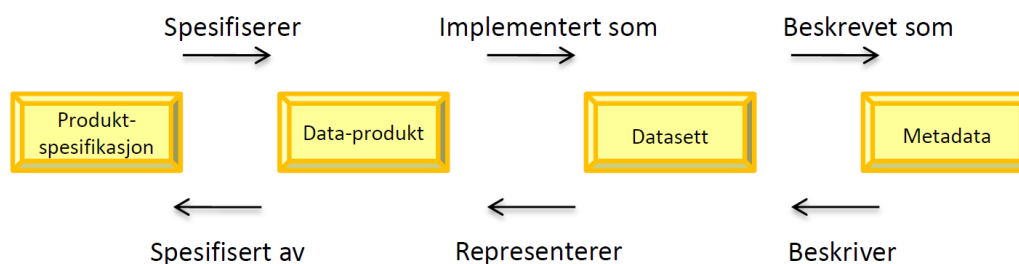 Spesifiserer
Implementert som
Beskrevet som
Produkt-
spesifikasjon
Data-produkt
Datasett
Metadata
Spesifisert av
Representerer
Beskriver